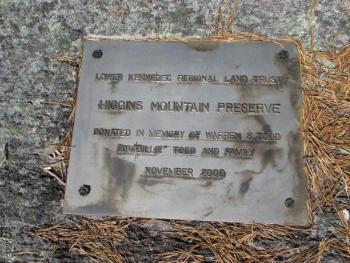 LOWER KENNEBEC REGIONAL LAND TRUST
HIGGINS MOUNTAIN PRESERVE
DONATED IN MEMORY OF WARREN S. TODD
BY "BILLIE" TODD AND FAMILY
NOVEMBER 2000